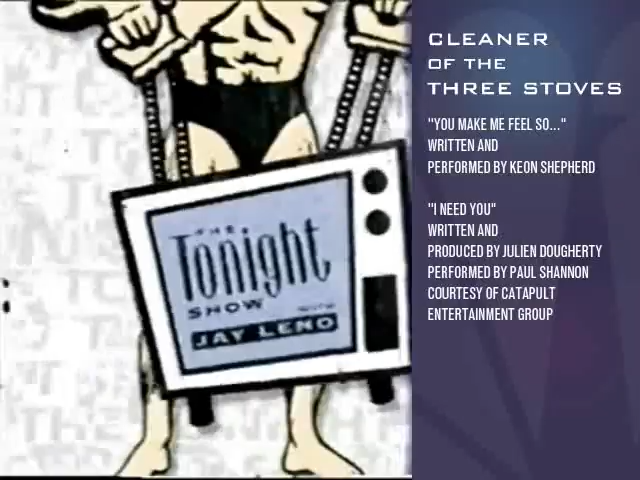 THE
Tonight
SHOW
WITH
JAY LENO
CLEANER
OF THE
THREE STOVES
"YOU MAKE ME FEEL SO..."
WRITTEN AND
PERFORMED BY KEON SHEPHERD
"I NEED YOU"
WRITTEN AND
PRODUCED BY JULIEN DOUGHERTY
PERFORMED BY PAUL SHANNON
COURTESY OF CATAPULT
ENTERTAINMENT GROUP